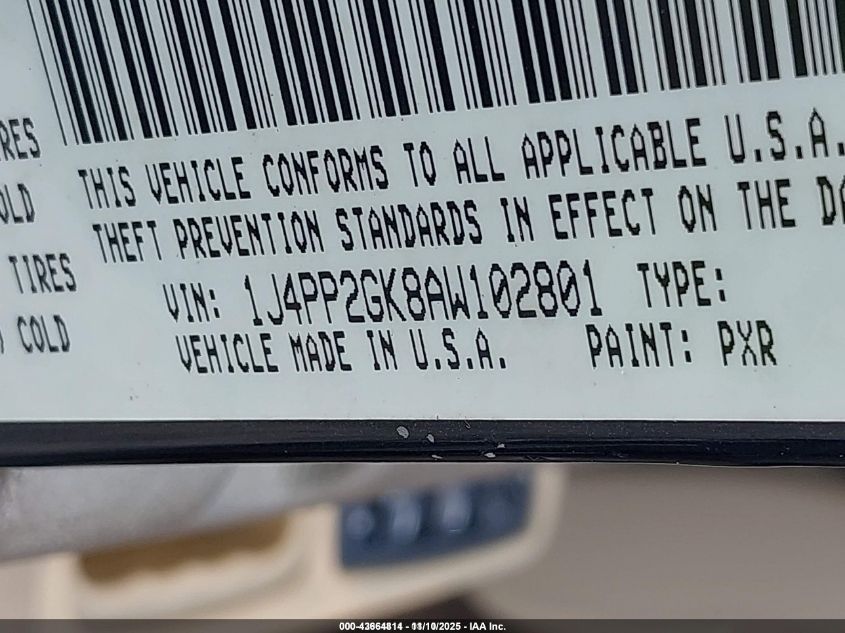 RES
OLD
TIRES
COLD
THIS VEHICLE CONFORMS TO ALL APPLICABLE U.S.A.
THEFT PREVENTION STANDARDS IN EFFECT ON THE DA
VIN: 1J4PP2GK8AW102801 TYPE:
VEHICLE MADE IN U.S.A. PAINT: PXR
- IAA Inc.